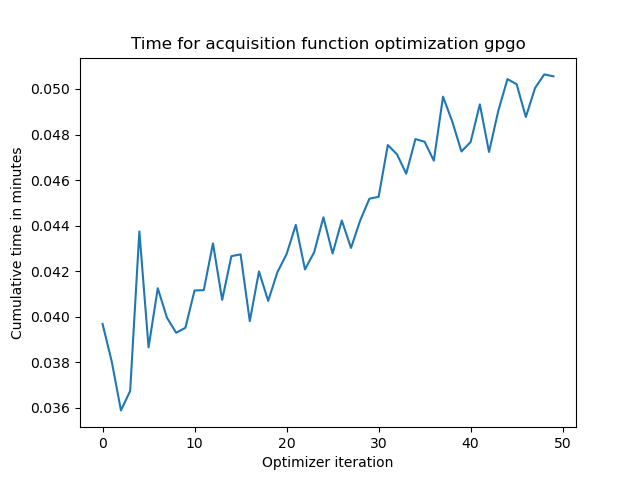 Time for acquisition function optimization gpgo
0.050
0.048
0.046
0.044
0.042
0.040
0.038
0.036
Cumulative time in minutes
0 10 20 30 40 50
Optimizer iteration